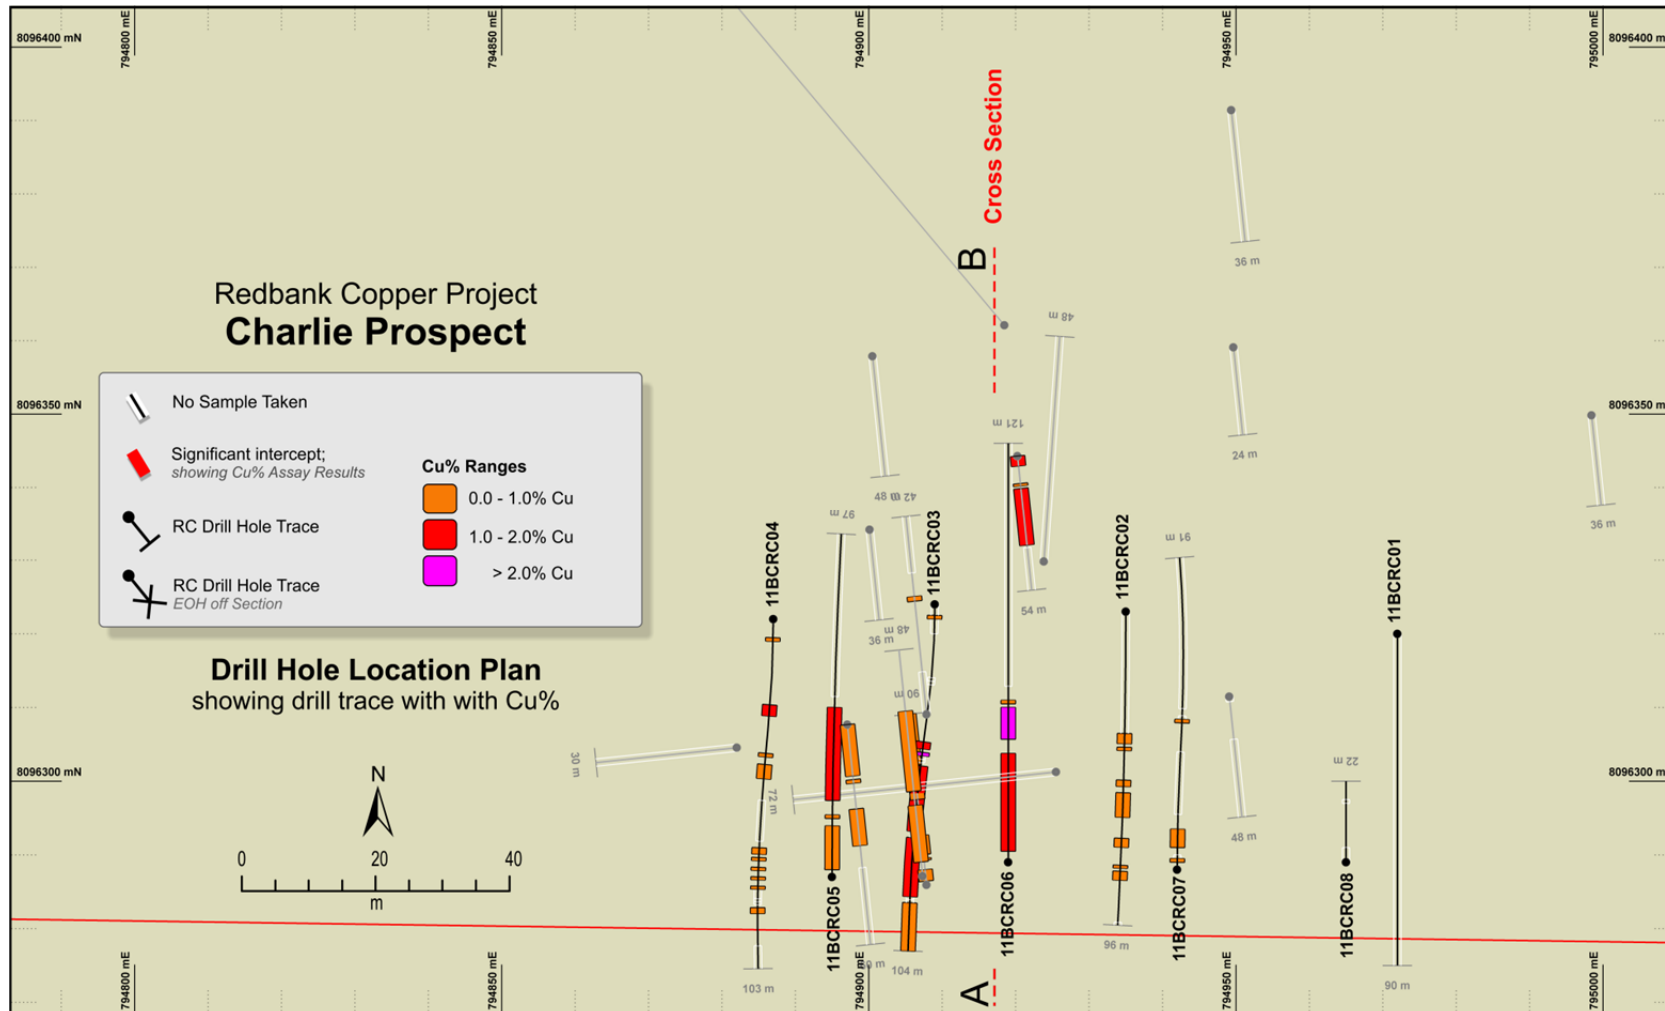 794800 mE
794850 mE
794900 mE
794950 mE
795000 mE
8096400 mN
8096400 m
Cross Section
B
36 m
Redbank Copper Project
Charlie Prospect
No Sample Taken
Significant intercept;
showing Cu% Assay Results
RC Drill Hole Trace
RC Drill Hole Trace
EOH off Section
Cu% Ranges
0.0 - 1.0% Cu
1.0 - 2.0% Cu
> 2.0% Cu
48 m
8096350 mN
8096350 m
121 m
24 m
48 m
42 m
97 m
36 m
11BCRC04
11BCRC03
11BCRC02
91 m
11BCRC01
54 m
36 m
48 m
Drill Hole Location Plan
showing drill trace with with Cu%
90 m
30 m
72 m
22 m
8096300 mN
8096300 m
N
48 m
0 20 40
m
11BCRC05
11BCRC06
11BCRC07
11BCRC08
96 m
104 m
103 m
90 m
A
794800 mE
794850 mE
794900 mE
794950 mE
795000 mE